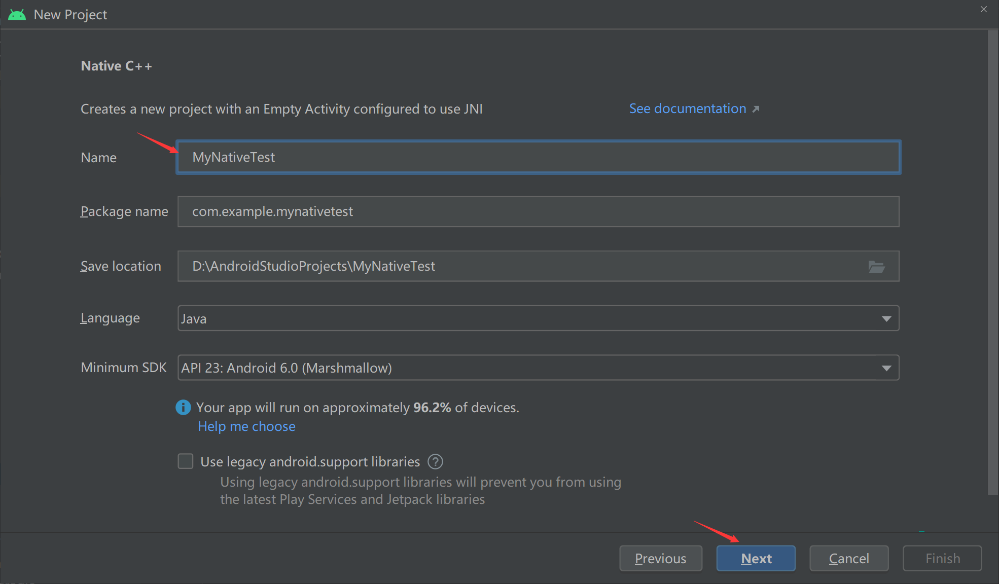 New Project
Native C++
Creates a new project with an Empty Activity configured to use JNI
See documentation
Name
MyNativeTest
Package name
com.example.mynativetest
Save location
D:\AndroidStudioProjects\MyNativeTest
Language
Java
Minimum SDK
API 23: Android 6.0 (Marshmallow)
Your app will run on approximately 96.2% of devices.
Help me choose
Use legacy android.support libraries
Using legacy android.support libraries will prevent you from using
the latest Play Services and Jetpack libraries
Previous
Next
Cancel
Finish